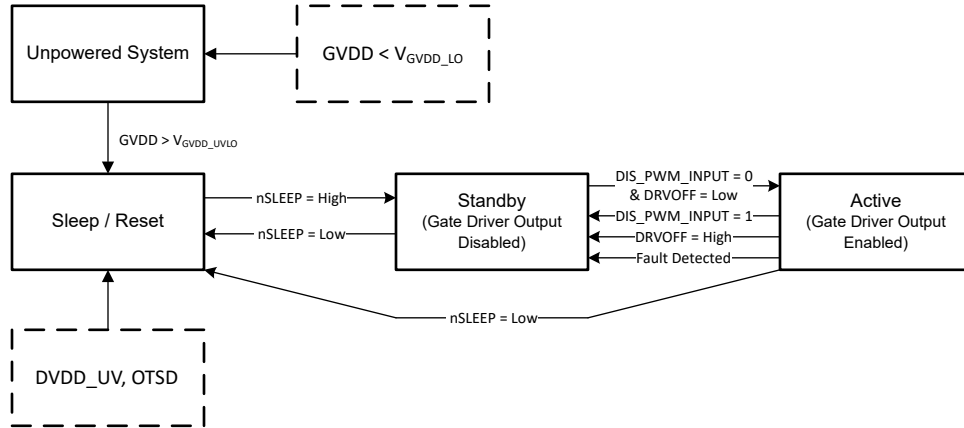 Unpowered System
GVDD < VGVDD_LO
GVDD > VGVDD_UVLO
Sleep / Reset
nSLEEP = High
nSLEEP = Low
Standby
(Gate Driver Output
Disabled)
DIS_PWM_INPUT = 0
& DRVOFF = Low
DIS_PWM_INPUT = 1
DRVOFF = High
Fault Detected
Active
(Gate Driver Output
Enabled)
nSLEEP = Low
DVDD_UV, OTSD